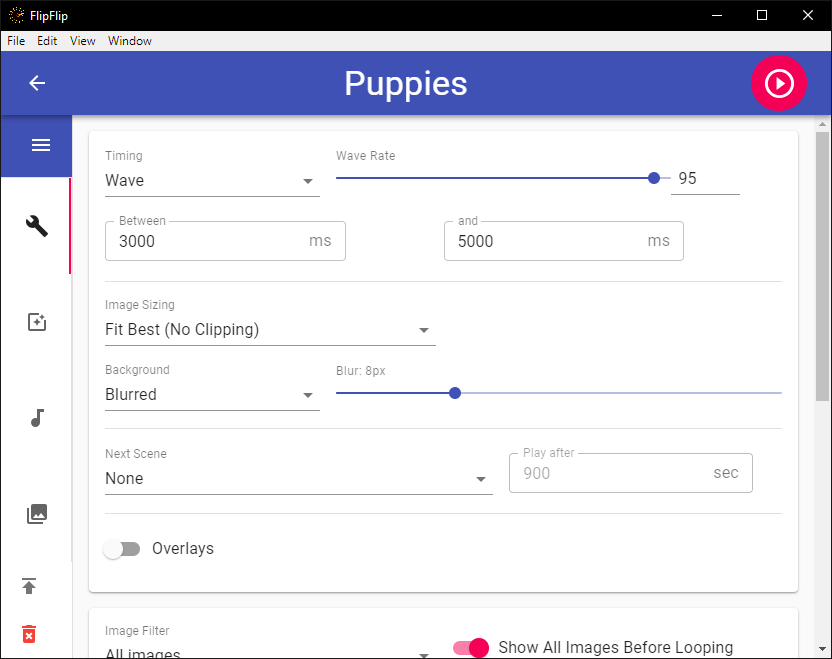 FlipFlip
File Edit View Window
Puppies
Timing
Wave Rate
Wave
95
Between
and
3000 ms
5000 ms
Image Sizing
Fit Best (No Clipping)
Background
Blur: 8px
Blurred
Next Scene
Play after
None
900 sec
Overlays
Image Filter
All images
Show All Images Before Looping